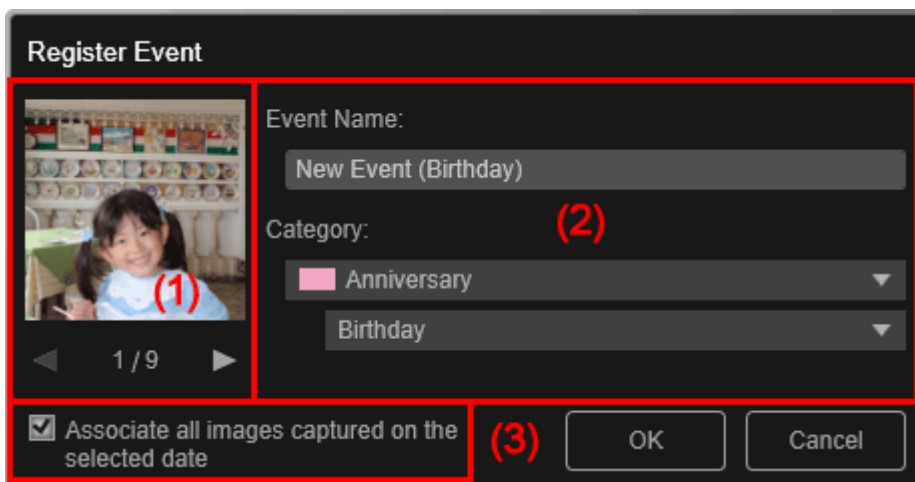 Register Event
Event Name:
New Event (Birthday)
(2)
Category:
Anniversary
Birthday
(1)
1 / 9
Associate all images captured on the
selected date
(3)
OK
Cancel